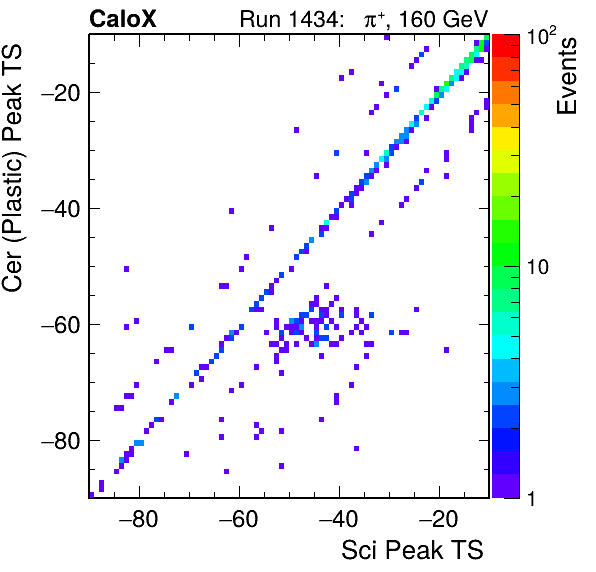 CaloX Run 1434: π+, 160 GeV
Cer (Plastic) Peak TS
Events
10²
10
1
−20
−40
−60
−80
−80 −60 −40 −20
Sci Peak TS